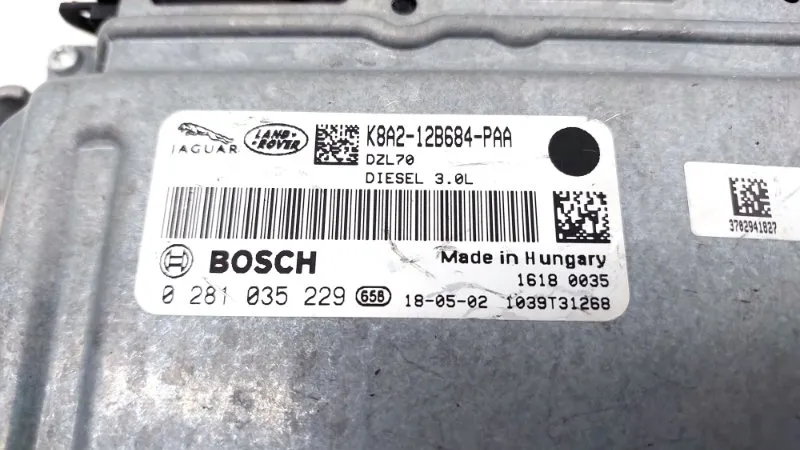 JAGUAR
LAND-ROVER
K8A2-12B684-PAA
DZL70
DIESEL 3.0L
BOSCH
Made in Hungary
1618 0035
0 281 035 229 658 18-05-02 1039T31268
3702941827